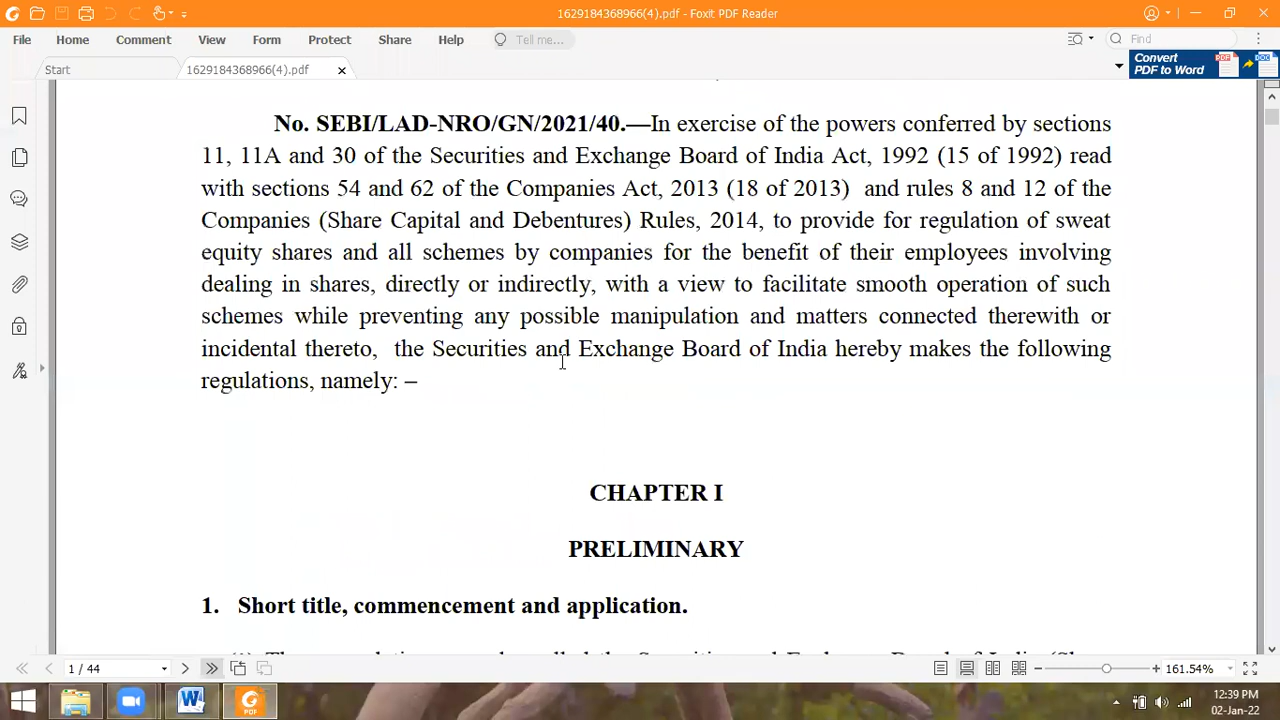 1629184368966(4).pdf - Foxit PDF Reader
File Home Comment View Form Protect Share Help Tell me... Find
Start 1629184368966(4).pdf
Convert
PDF to Word
No. SEBI/LAD-NRO/GN/2021/40.—In exercise of the powers conferred by sections
11, 11A and 30 of the Securities and Exchange Board of India Act, 1992 (15 of 1992) read
with sections 54 and 62 of the Companies Act, 2013 (18 of 2013) and rules 8 and 12 of the
Companies (Share Capital and Debentures) Rules, 2014, to provide for regulation of sweat
equity shares and all schemes by companies for the benefit of their employees involving
dealing in shares, directly or indirectly, with a view to facilitate smooth operation of such
schemes while preventing any possible manipulation and matters connected therewith or
incidental thereto, the Securities and Exchange Board of India hereby makes the following
regulations, namely: –
CHAPTER I
PRELIMINARY
1. Short title, commencement and application.
1 / 44
161.54%
12:39 PM
02-Jan-22